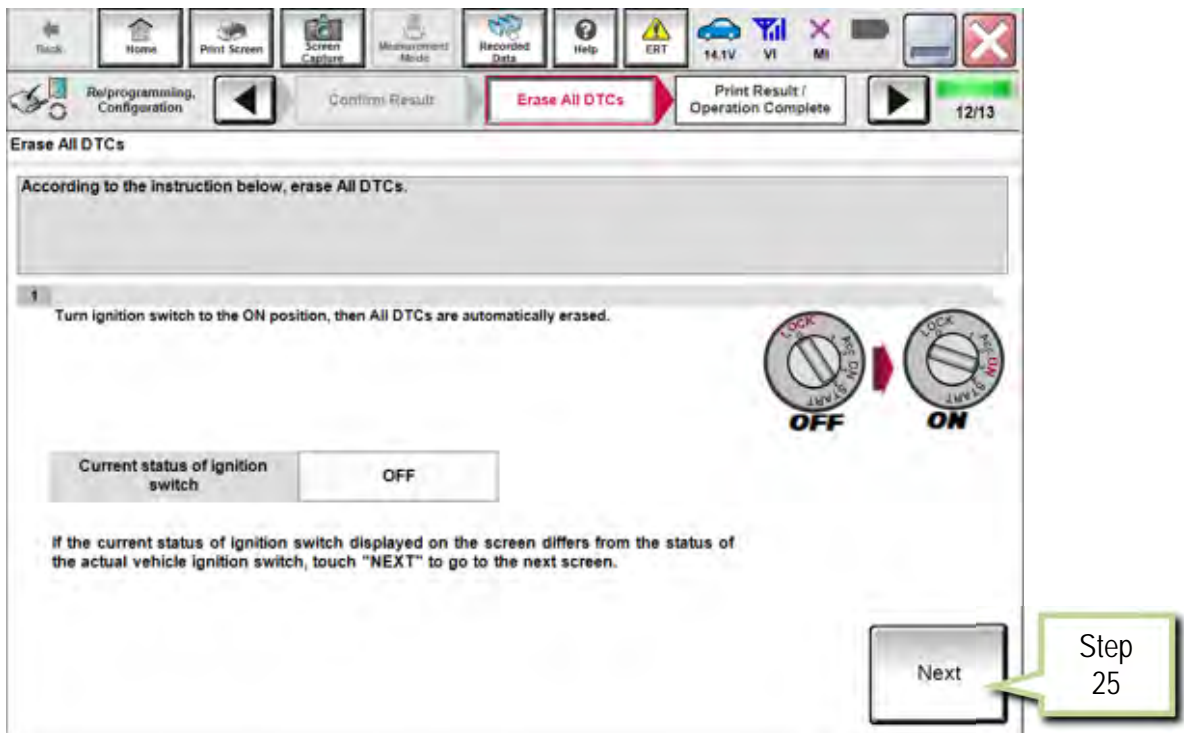 Back
Home
Print Screen
Screen
Capture
Measurement
Mode
Recorded
Data
Help
ERT
14.1V
VI
MI
Re/programming,
Configuration
Confirm Result
Erase All DTCs
Print Result /
Operation Complete
12/13
Erase All DTCs
According to the instruction below, erase All DTCs.
1
Turn ignition switch to the ON position, then All DTCs are automatically erased.
LOCK
Acc
ON
START
OFF
LOCK
Acc
ON
START
ON
Current status of ignition
switch
OFF
If the current status of ignition switch displayed on the screen differs from the status of
the actual vehicle ignition switch, touch "NEXT" to go to the next screen.
Next
Step
25